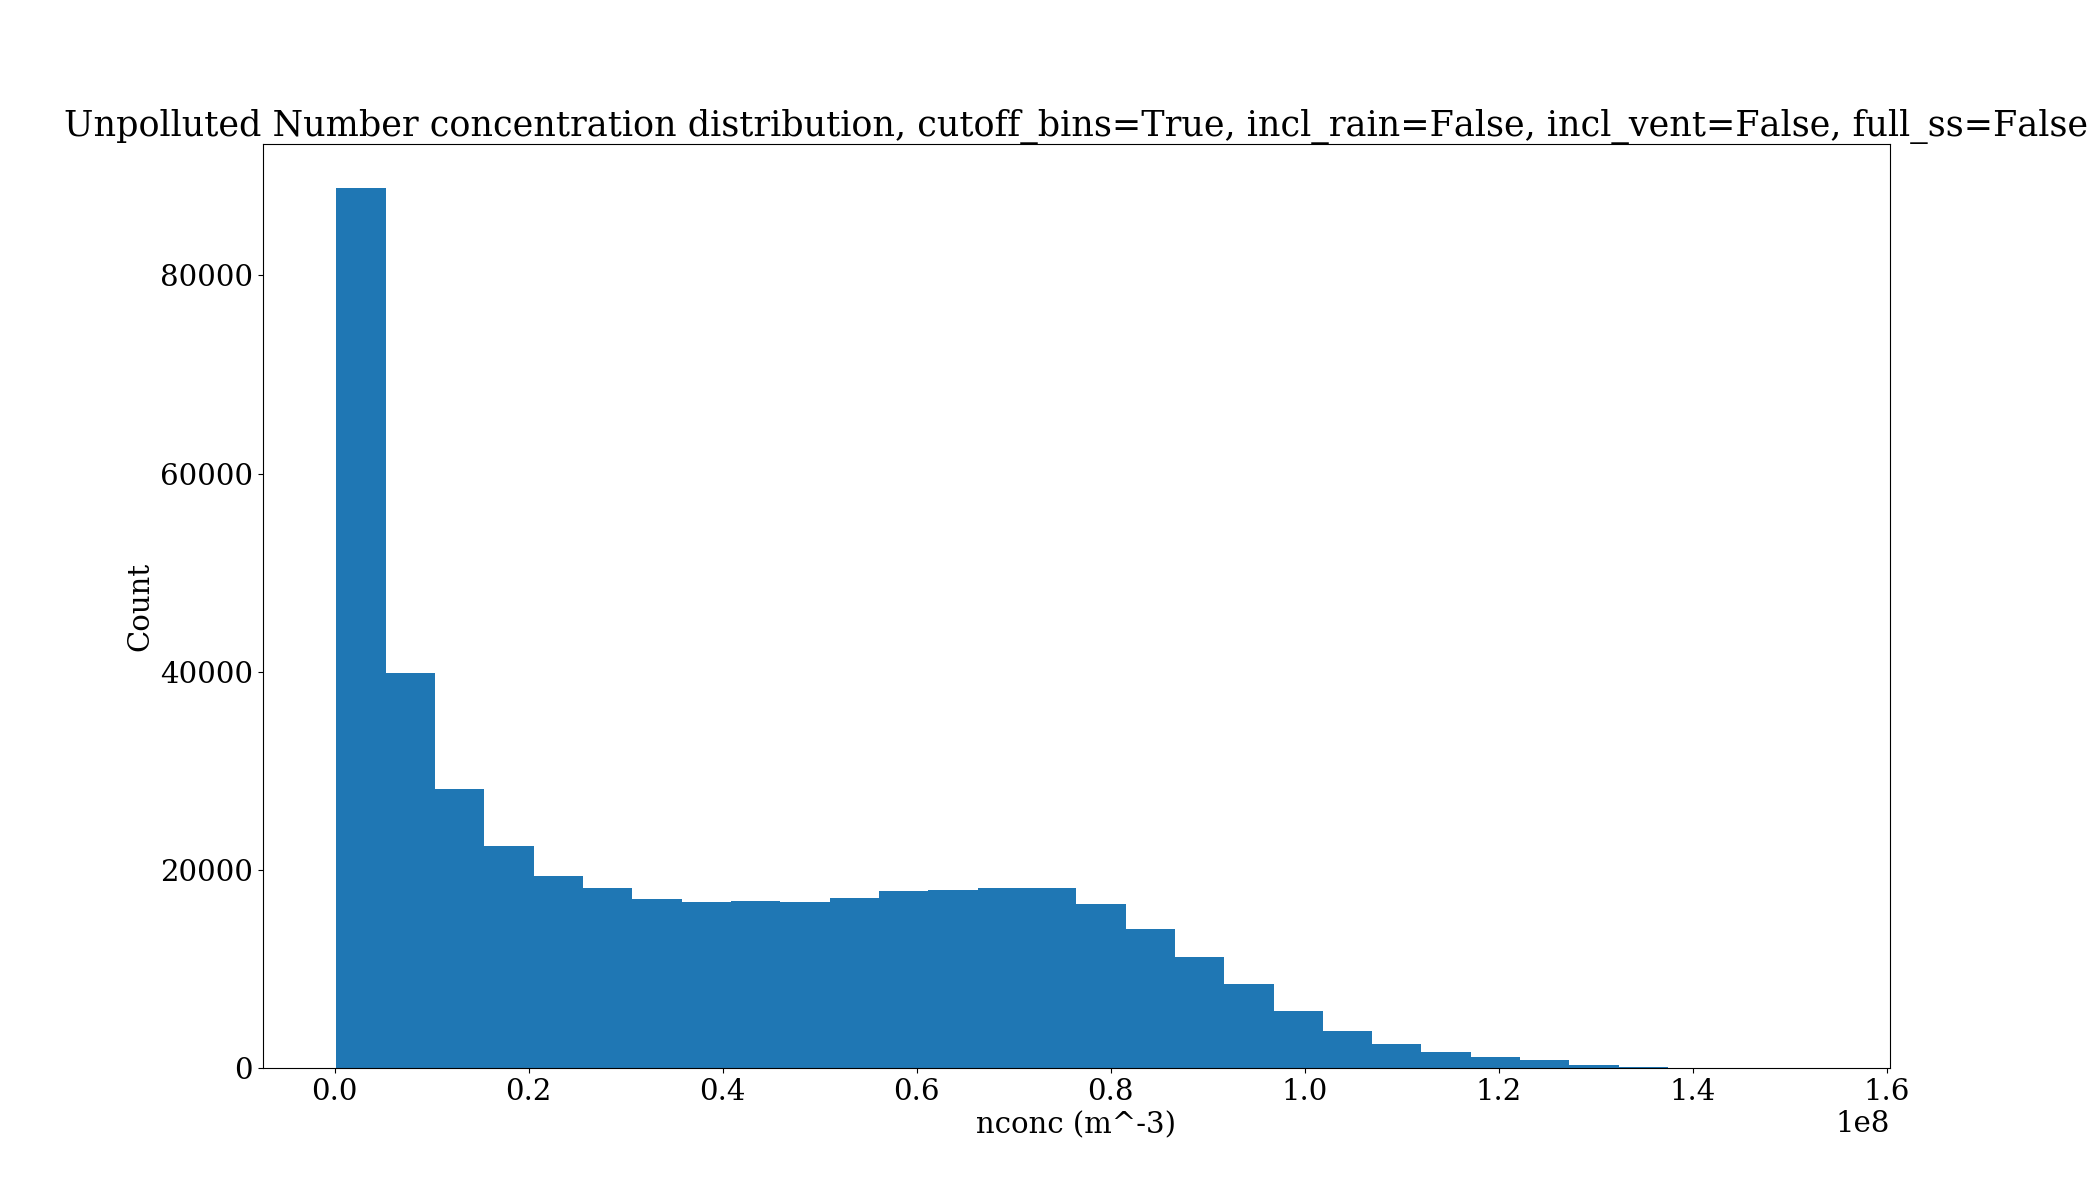 Unpolluted Number concentration distribution, cutoff_bins=True, incl_rain=False, incl_vent=False, full_ss=False
80000
60000
40000
20000
0
Count
0.0 0.2 0.4 0.6 0.8 1.0 1.2 1.4 1.6
nconc (m^-3)
1e8